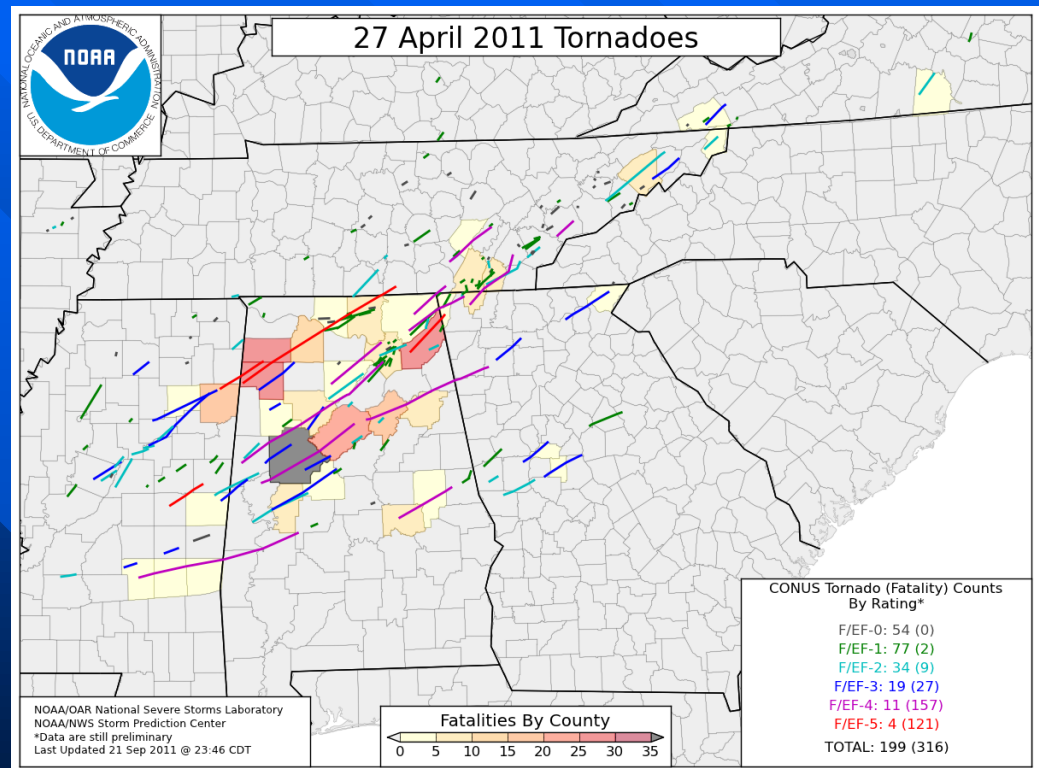 27 April 2011 Tornadoes
NATIONAL OCEANIC AND ATMOSPHERIC ADMINISTRATION
NOAA
U.S. DEPARTMENT OF COMMERCE
CONUS Tornado (Fatality) Counts
By Rating*
F/EF-0: 54 (0)
F/EF-1: 77 (2)
F/EF-2: 34 (9)
F/EF-3: 19 (27)
F/EF-4: 11 (157)
F/EF-5: 4 (121)
TOTAL: 199 (316)
NOAA/OAR National Severe Storms Laboratory
NOAA/NWS Storm Prediction Center
*Data are still preliminary
Last Updated 21 Sep 2011 @ 23:46 CDT
Fatalities By County
0 5 10 15 20 25 30 35